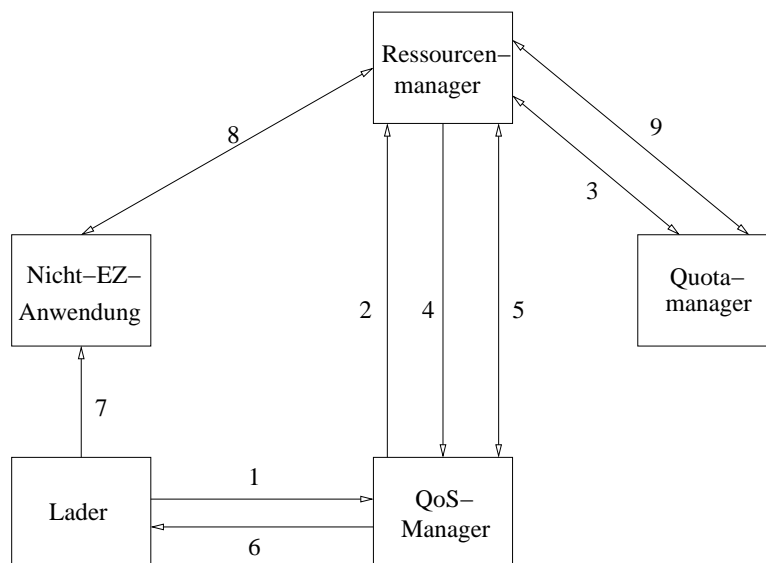 Ressourcen–
manager
8
9
3
Nicht–EZ–
Anwendung
Quota–
manager
2
4
5
7
1
Lader
QoS–
Manager
6